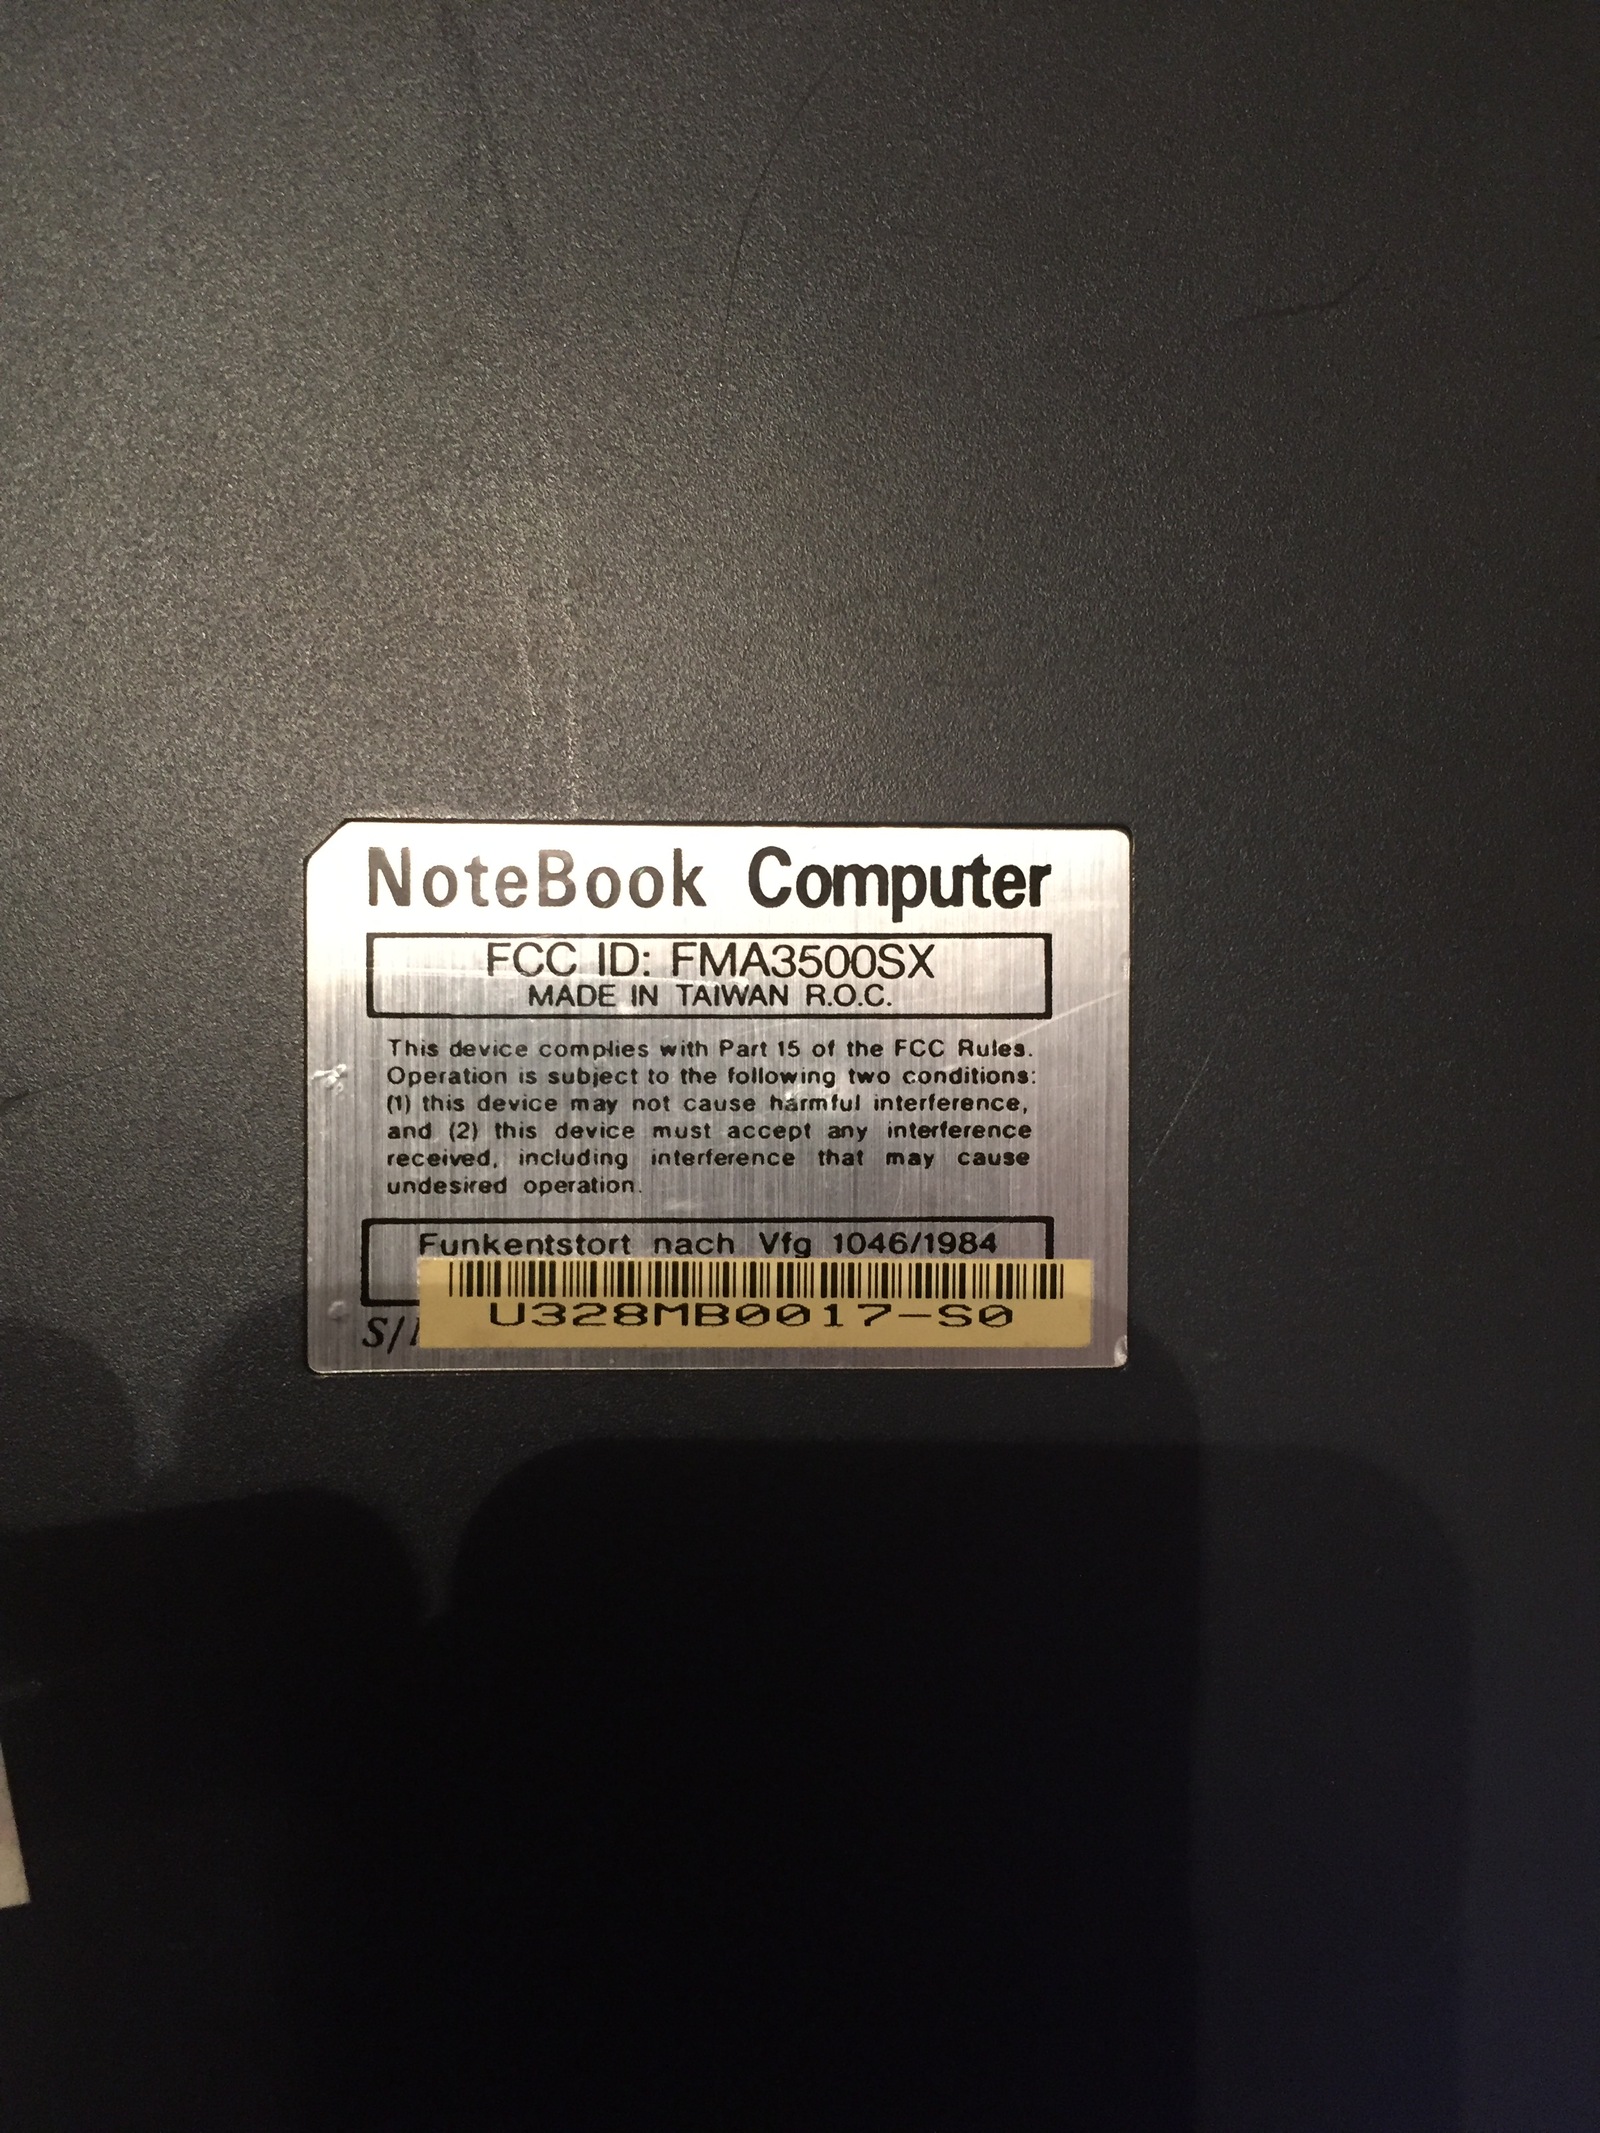 NoteBook Computer
FCC ID: FMA3500SX
MADE IN TAIWAN R.O.C.
This device complies with Part 15 of the FCC Rules.
Operation is subject to the following two conditions:
(1) this device may not cause harmful interference,
and (2) this device must accept any interference
received, including interference that may cause
undesired operation.
Funkentstort nach Vfg 1046/1984
U328MB0017-S0
S/